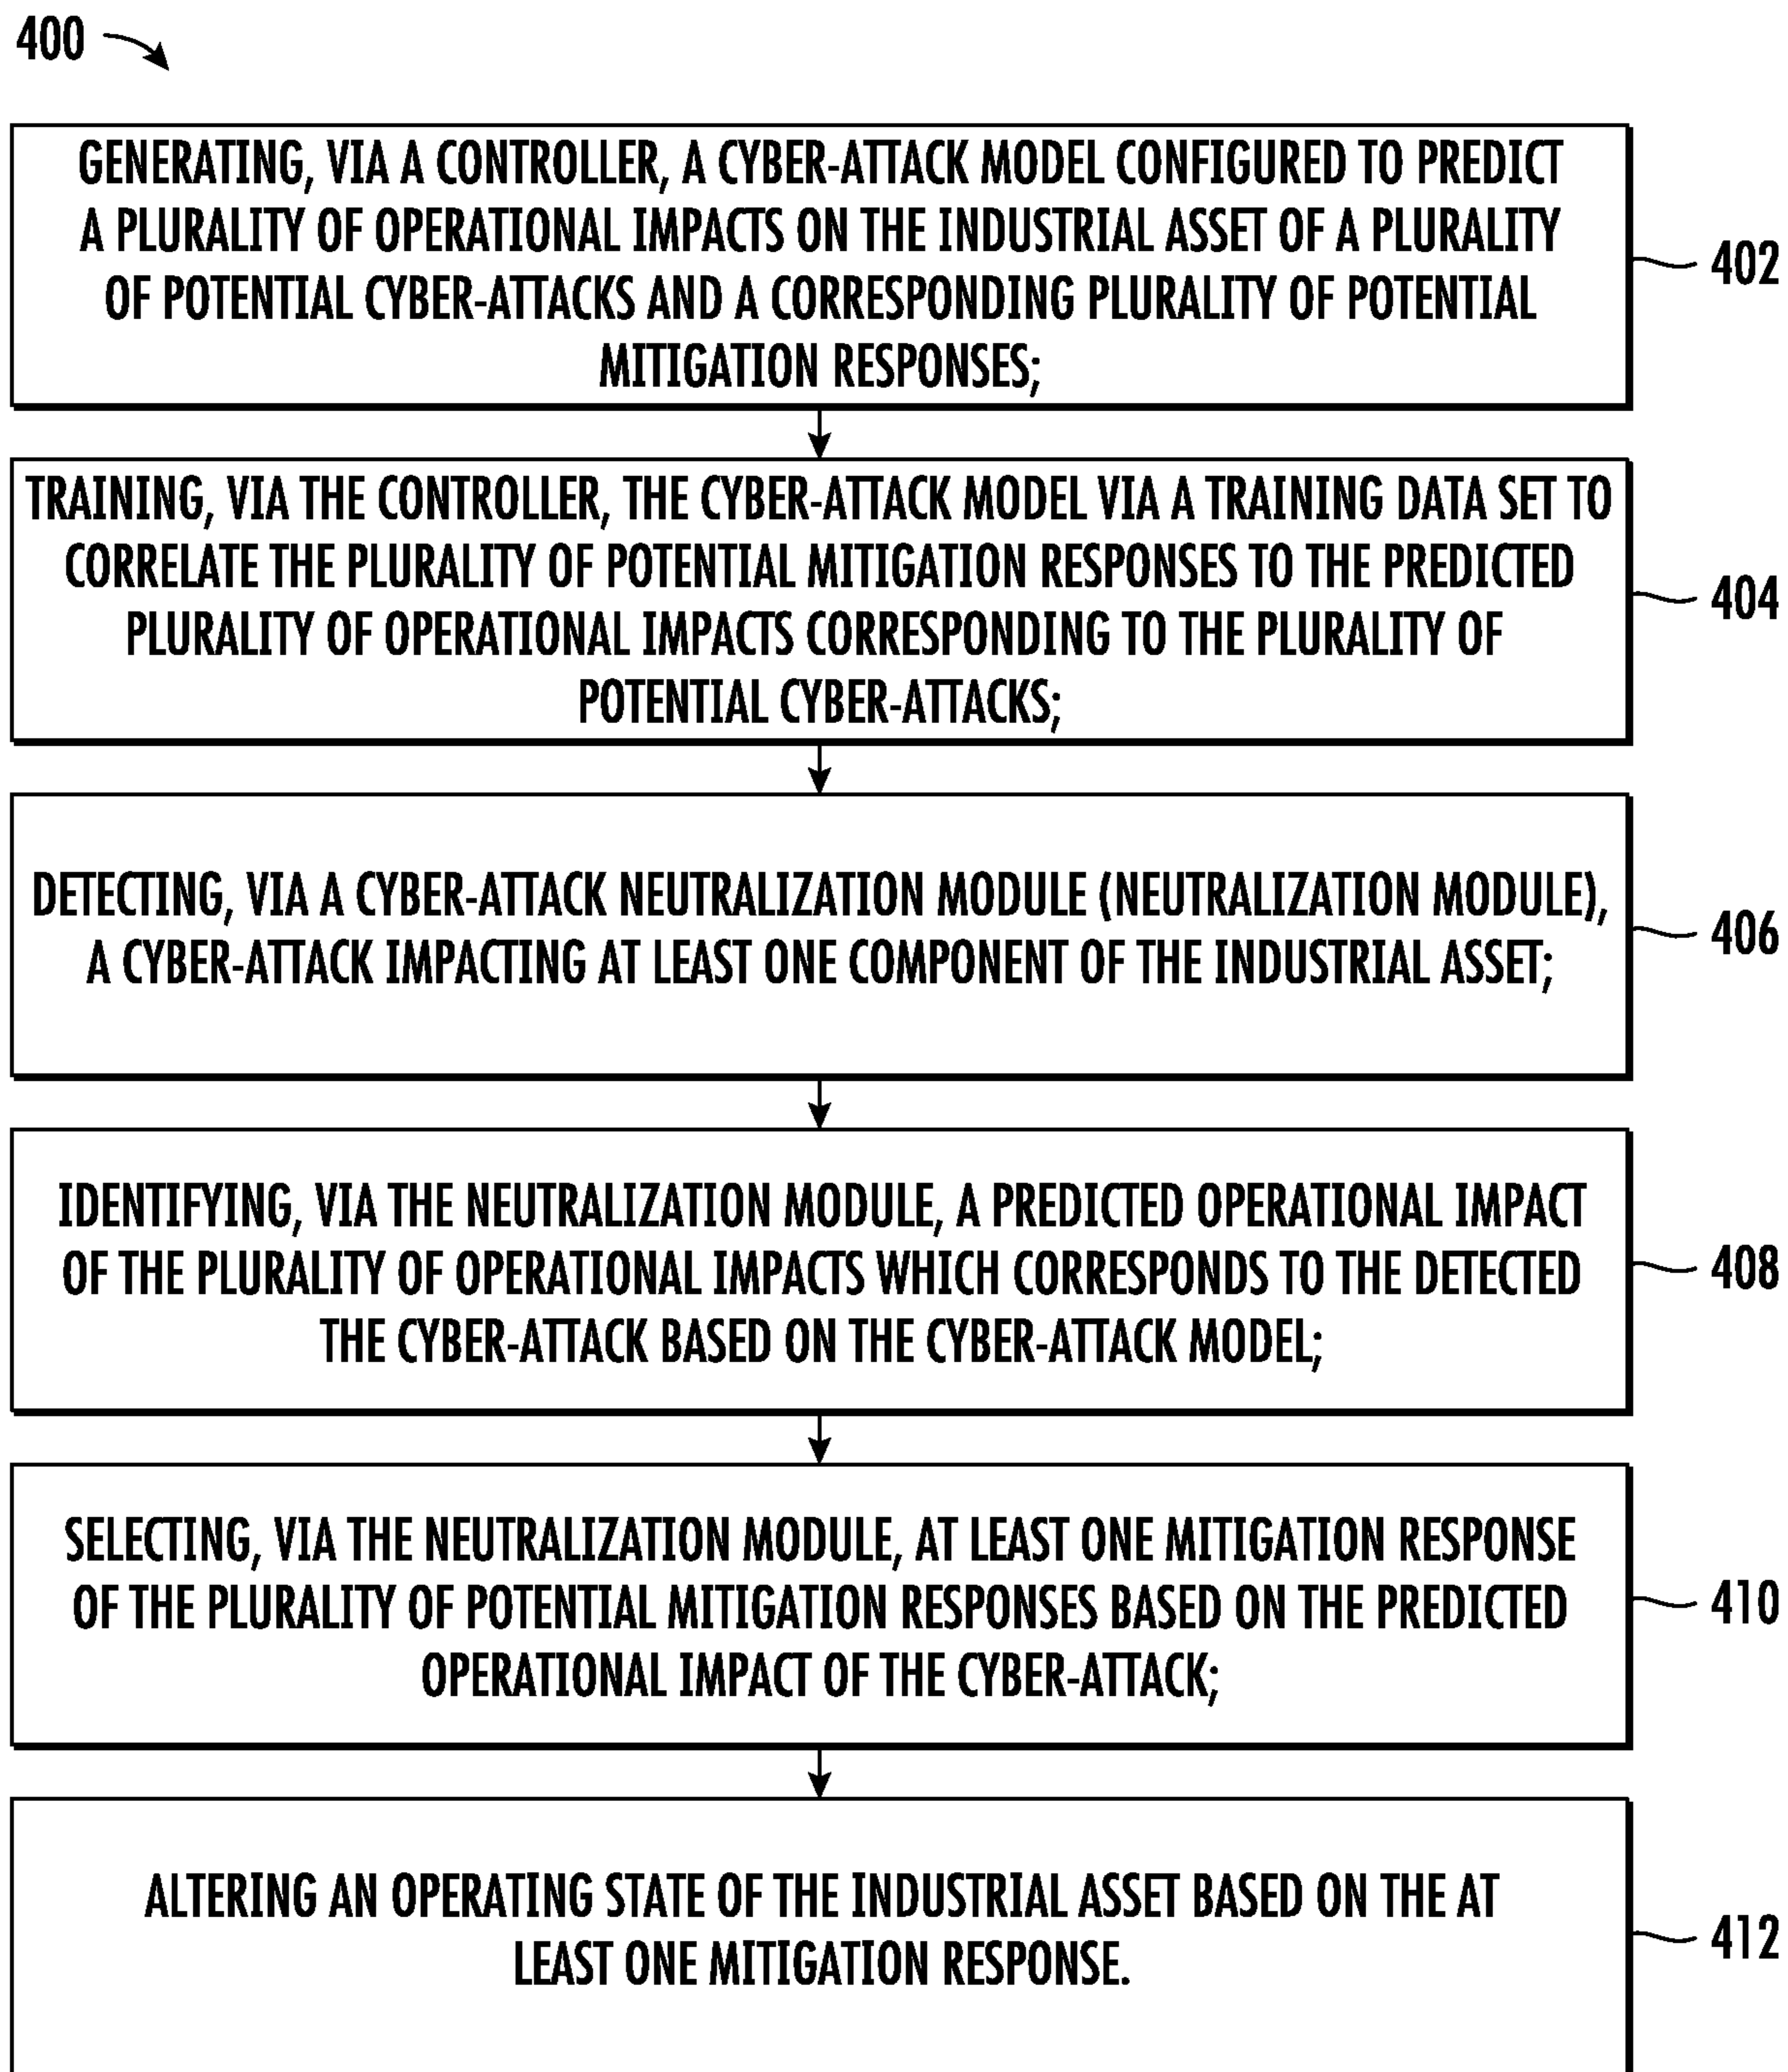 400
GENERATING, VIA A CONTROLLER, A CYBER-ATTACK MODEL CONFIGURED TO PREDICT
A PLURALITY OF OPERATIONAL IMPACTS ON THE INDUSTRIAL ASSET OF A PLURALITY
OF POTENTIAL CYBER-ATTACKS AND A CORRESPONDING PLURALITY OF POTENTIAL
MITIGATION RESPONSES;
402
TRAINING, VIA THE CONTROLLER, THE CYBER-ATTACK MODEL VIA A TRAINING DATA SET TO
CORRELATE THE PLURALITY OF POTENTIAL MITIGATION RESPONSES TO THE PREDICTED
PLURALITY OF OPERATIONAL IMPACTS CORRESPONDING TO THE PLURALITY OF
POTENTIAL CYBER-ATTACKS;
404
DETECTING, VIA A CYBER-ATTACK NEUTRALIZATION MODULE (NEUTRALIZATION MODULE),
A CYBER-ATTACK IMPACTING AT LEAST ONE COMPONENT OF THE INDUSTRIAL ASSET;
406
IDENTIFYING, VIA THE NEUTRALIZATION MODULE, A PREDICTED OPERATIONAL IMPACT
OF THE PLURALITY OF OPERATIONAL IMPACTS WHICH CORRESPONDS TO THE DETECTED
THE CYBER-ATTACK BASED ON THE CYBER-ATTACK MODEL;
408
SELECTING, VIA THE NEUTRALIZATION MODULE, AT LEAST ONE MITIGATION RESPONSE
OF THE PLURALITY OF POTENTIAL MITIGATION RESPONSES BASED ON THE PREDICTED
OPERATIONAL IMPACT OF THE CYBER-ATTACK;
410
ALTERING AN OPERATING STATE OF THE INDUSTRIAL ASSET BASED ON THE AT
LEAST ONE MITIGATION RESPONSE.
412